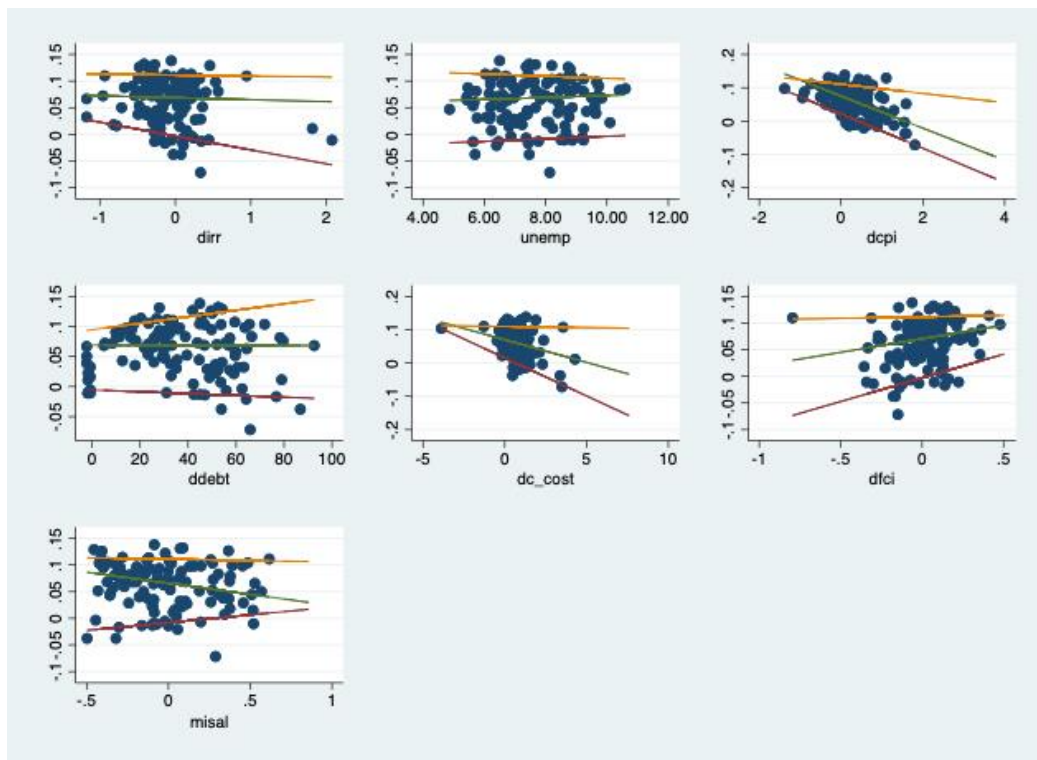 -.1 -.05 0 .05 .1 .15
-1 0 1 2
dirr
-.1 -.05 0 .05 .1 .15
4.00 6.00 8.00 10.00 12.00
unemp
-.2 -.1 0 .1 .2
-2 0 2 4
dcpi
-.05 0 .05 .1 .15
0 20 40 60 80 100
ddebt
-.2 -.1 0 .1 .2
-5 0 5 10
dc_cost
-.1 -.05 0 .05 .1 .15
-1 -.5 0 .5
dfci
-.1 -.05 0 .05 .1 .15
-.5 0 .5 1
misal